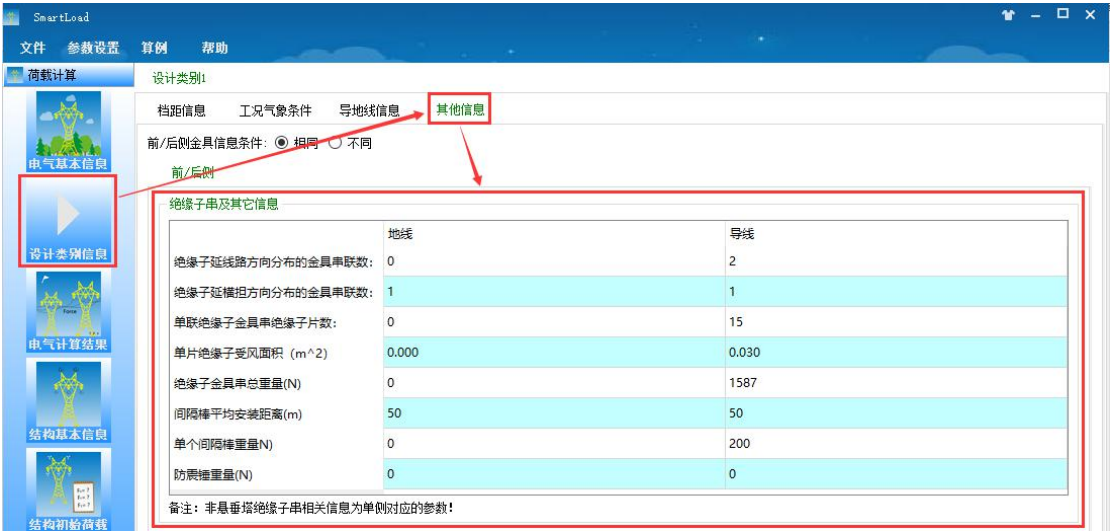 SmartLoad
文件 参数设置 算例 帮助
荷载计算
设计类别1
档距信息 工况气象条件 导地线信息 其他信息
前/后侧金具信息条件: 相同 不同
前/后侧
电气基本信息
绝缘子串及其它信息
地线 导线
设计类别信息
绝缘子延线路方向分布的金具串联数: 0 2
绝缘子延横担方向分布的金具串联数: 1 1
单联绝缘子金具串绝缘子片数: 0 15
电气计算结果
单片绝缘子受风面积 (m^2) 0.000 0.030
绝缘子金具串总重量(N) 0 1587
间隔棒平均安装距离(m) 50 50
结构基本信息
单个间隔棒重量N) 0 200
防震锤重量(N) 0 0
备注: 非悬垂塔绝缘子串相关信息为单侧对应的参数!
结构初始荷载